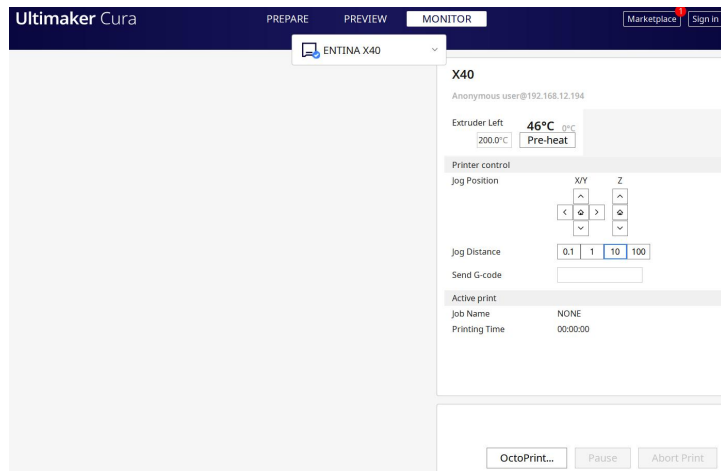 Ultimaker Cura PREPARE PREVIEW MONITOR Marketplace 1 Sign in
ENTINA X40
X40
Anonymous user@192.168.12.194
Extruder Left 46°C 0°C
200.0°C Pre-heat
Printer control
Jog Position X/Y Z
Jog Distance 0.1 1 10 100
Send G-code
Active print
Job Name NONE
Printing Time 00:00:00
OctoPrint... Pause Abort Print